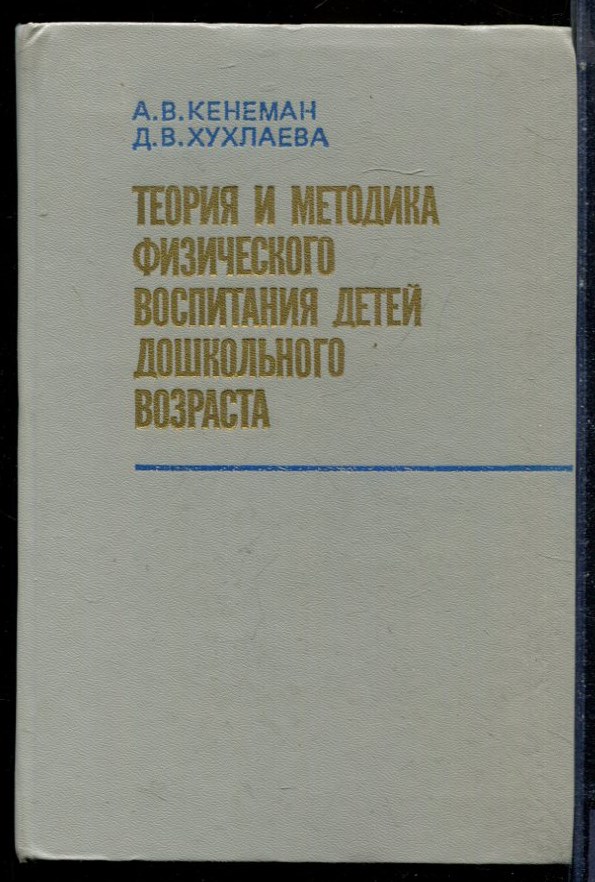 А.В.КЕНЕМАН
Д.В.ХУХЛАЕВА
ТЕОРИЯ И МЕТОДИКА
ФИЗИЧЕСКОГО
ВОСПИТАНИЯ ДЕТЕЙ
ДОШКОЛЬНОГО
ВОЗРАСТА